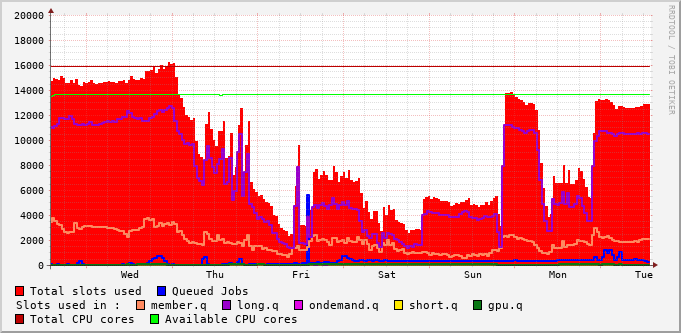 RRDTOOL / TOBI OETIKER
20000
18000
16000
14000
12000
10000
8000
6000
4000
2000
0
Wed Thu Fri Sat Sun Mon Tue
Total slots used Queued Jobs
Slots used in : member.q long.q ondemand.q short.q gpu.q
Total CPU cores Available CPU cores